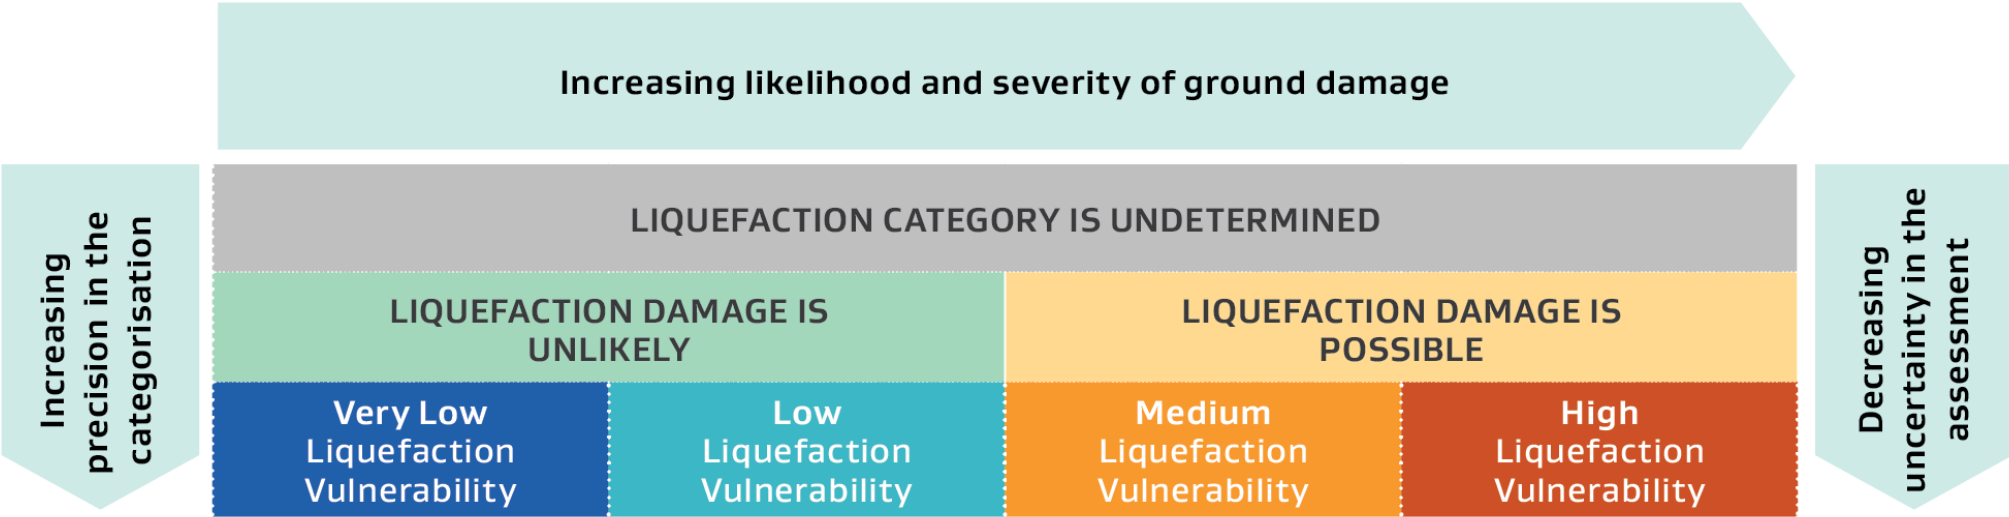 Increasing likelihood and severity of ground damage
Increasing
precision in the
categorisation
LIQUEFACTION CATEGORY IS UNDETERMINED
LIQUEFACTION DAMAGE IS
UNLIKELY
LIQUEFACTION DAMAGE IS
POSSIBLE
Very Low
Liquefaction
Vulnerability
Low
Liquefaction
Vulnerability
Medium
Liquefaction
Vulnerability
High
Liquefaction
Vulnerability
Decreasing
uncertainty in the
assessment